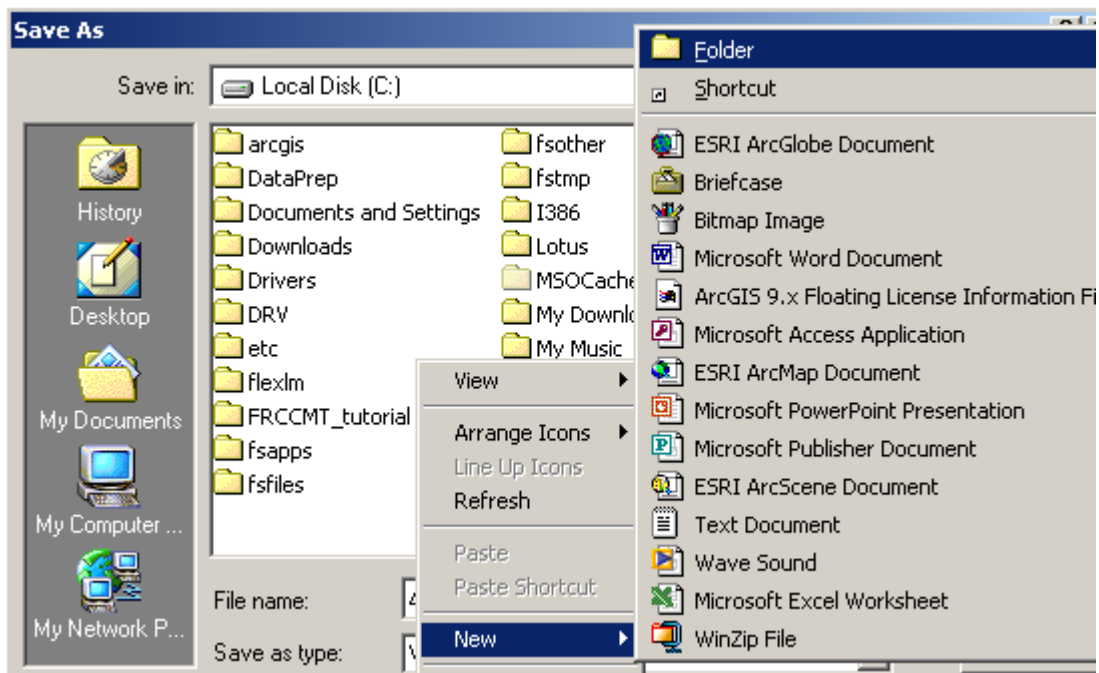 Save As
Save in:
Local Disk (C:)
History
Desktop
My Documents
My Computer ...
My Network P...
arcgis
DataPrep
Documents and Settings
Downloads
Drivers
DRV
etc
flexlm
FRCCMT_tutorial
fsapps
fsfiles
fsother
fstmp
I386
Lotus
MSOCache
My Downlo
My Music
File name:
Save as type:
View
Arrange Icons
Line Up Icons
Refresh
Paste
Paste Shortcut
New
Folder
Shortcut
ESRI ArcGlobe Document
Briefcase
Bitmap Image
Microsoft Word Document
ArcGIS 9.x Floating License Information Fi
Microsoft Access Application
ESRI ArcMap Document
Microsoft PowerPoint Presentation
Microsoft Publisher Document
ESRI ArcScene Document
Text Document
Wave Sound
Microsoft Excel Worksheet
WinZip File